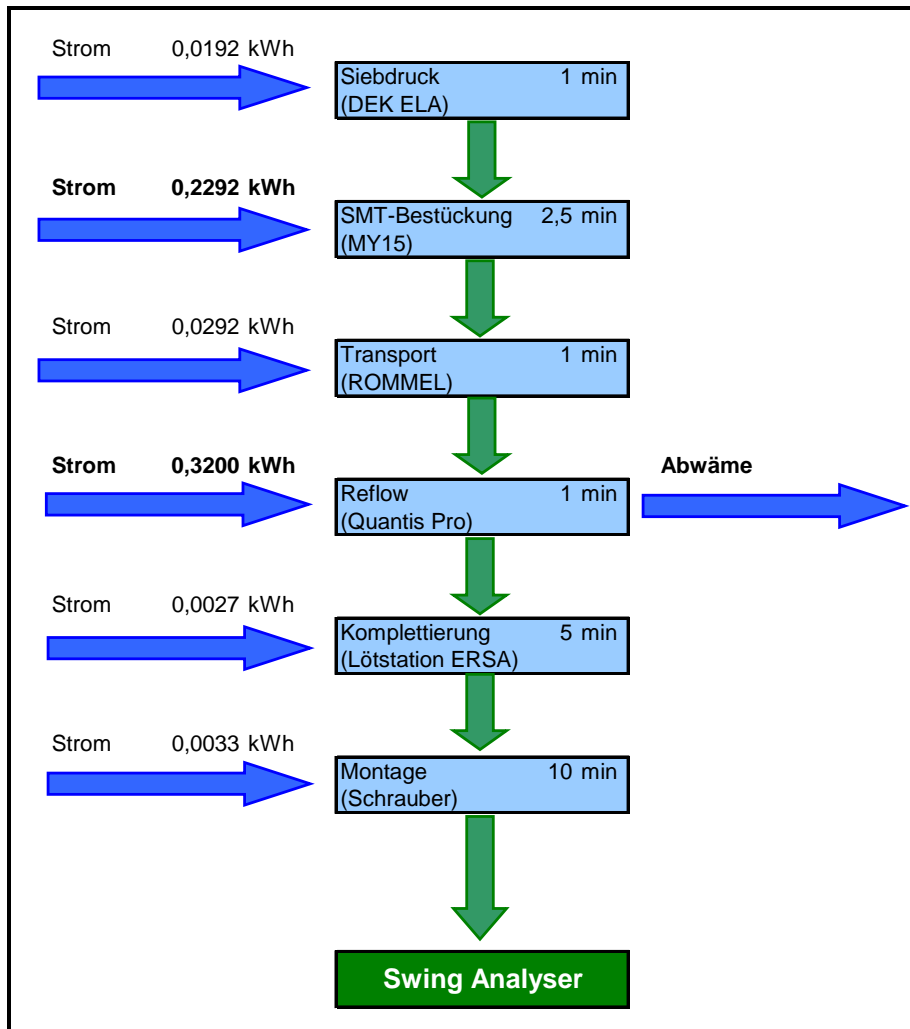 Strom 0,0192 kWh
Siebdruck 1 min
(DEK ELA)
Strom 0,2292 kWh
SMT-Bestückung 2,5 min
(MY15)
Strom 0,0292 kWh
Transport 1 min
(ROMMEL)
Strom 0,3200 kWh
Abwäme
Reflow 1 min
(Quantis Pro)
Strom 0,0027 kWh
Komplettierung 5 min
(Lötstation ERSA)
Strom 0,0033 kWh
Montage 10 min
(Schrauber)
Swing Analyser